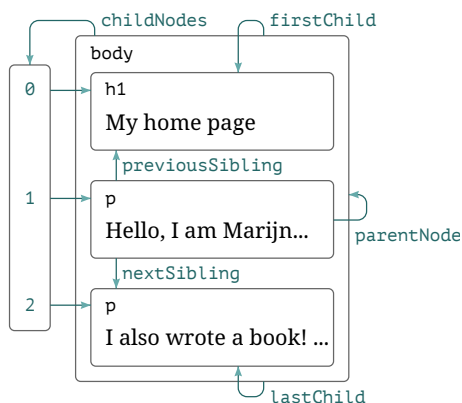 childNodes firstChild
body
0 h1
My home page
previousSibling
1 p
Hello, I am Marijn...
parentNode
nextSibling
2 p
I also wrote a book! ...
lastChild